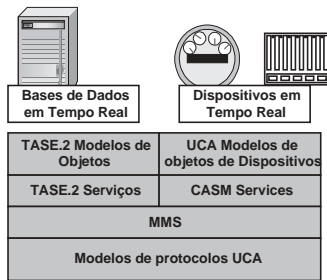 Bases de Dados
em Tempo Real
Dispositivos em
Tempo Real
TASE.2 Modelos de
Objetos
UCA Modelos de
objetos de Dispositivos
TASE.2 Serviços
CASM Services
MMS
Modelos de protocolos UCA